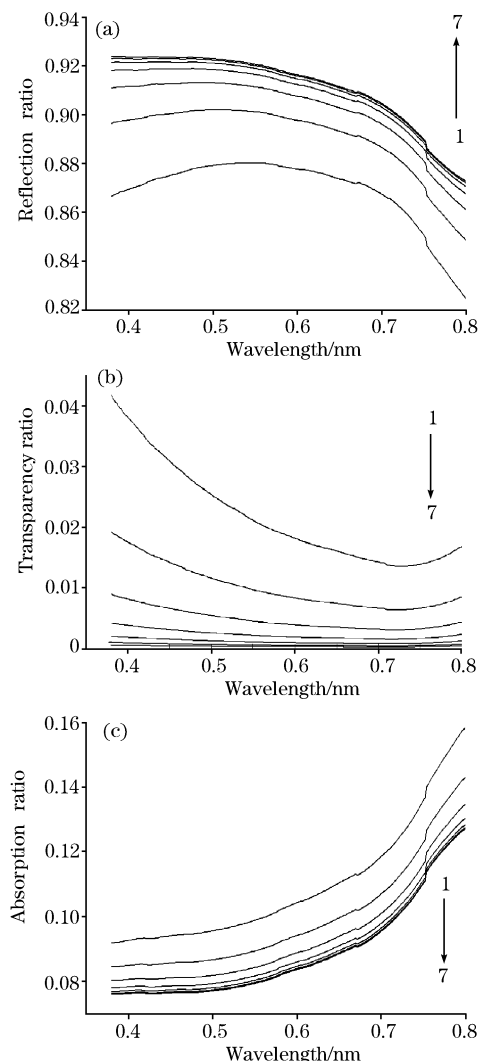 (a)
0.94
0.92
0.90
0.88
0.86
0.84
0.82
Reflection ratio
7
1
0.4 0.5 0.6 0.7 0.8
Wavelength/nm
(b)
0.04
0.03
0.02
0.01
0
Transparency ratio
1
7
0.4 0.5 0.6 0.7 0.8
Wavelength/nm
(c)
0.16
0.14
0.12
0.10
0.08
Absorption ratio
1
7
0.4 0.5 0.6 0.7 0.8
Wavelength/nm